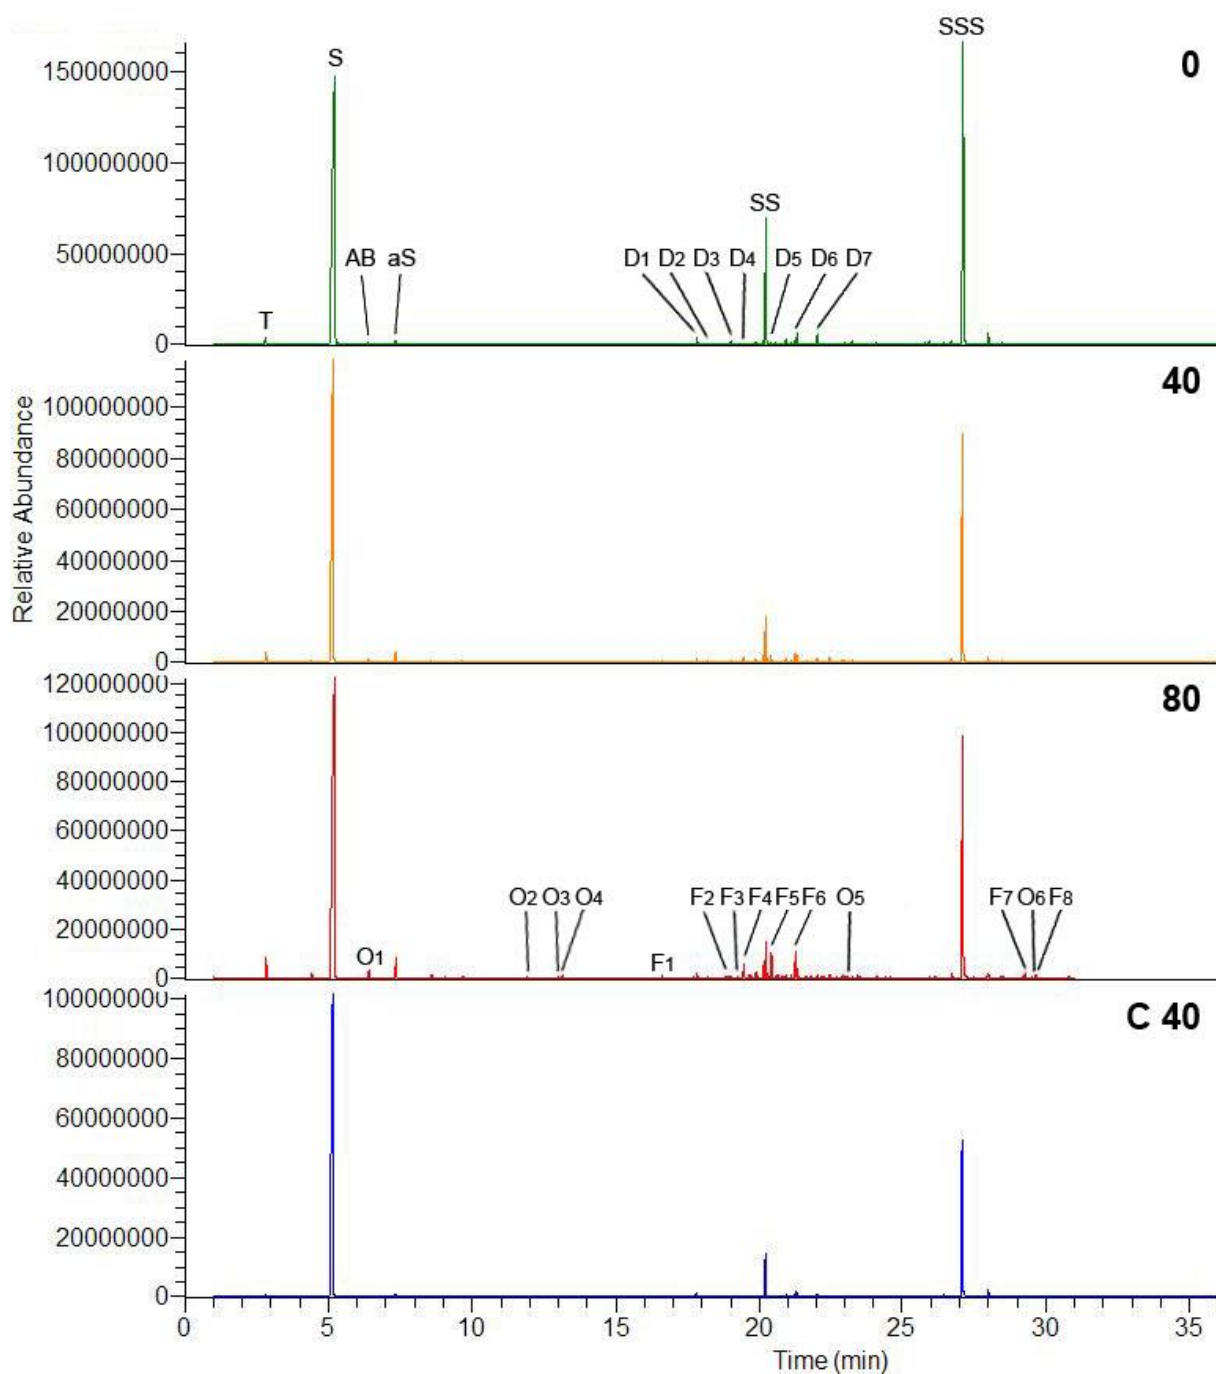 SSS
0
S
150000000
100000000
SS
50000000
AB aS
D1 D2 D3 D4 D5 D6 D7
T
0
40
100000000
80000000
60000000
40000000
20000000
0
Relative Abundance
80
120000000
100000000
80000000
60000000
40000000
O2 O3 O4
F2 F3 F4 F5 F6 O5
F7 O6 F8
20000000
O1
F1
0
C 40
100000000
80000000
60000000
40000000
20000000
0
0 5 10 15 20 25 30 35
Time (min)